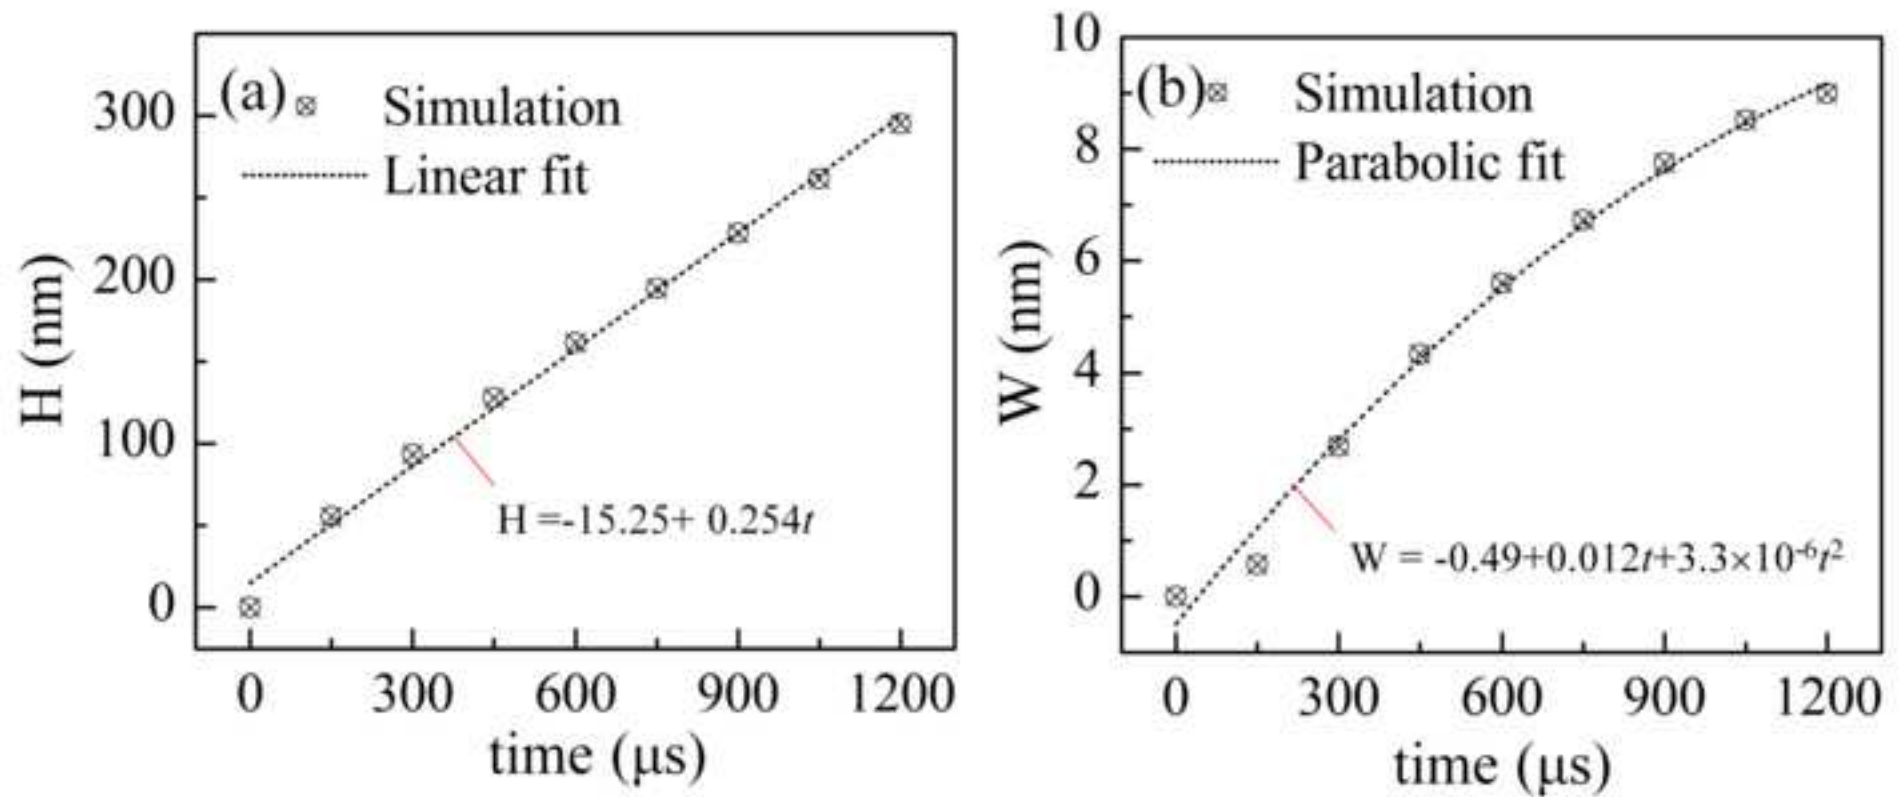 (a) Simulation
Linear fit
300
200
100
0
H (nm)
H =-15.25+ 0.254t
0 300 600 900 1200
time (μs)
(b) Simulation
Parabolic fit
10
8
6
4
2
0
W (nm)
W = -0.49+0.012t+3.3×10⁻⁶t²
0 300 600 900 1200
time (μs)